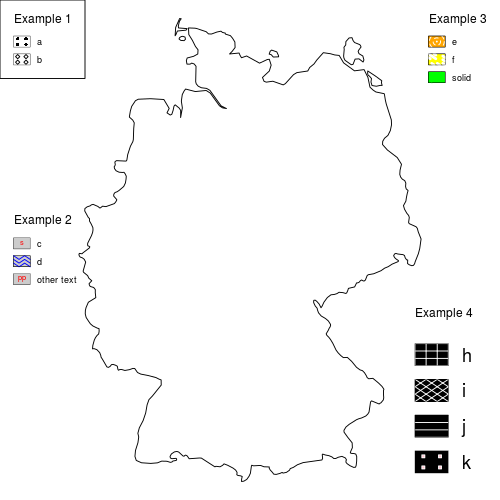 Example 1
a
b
Example 3
e
f
solid
Example 2
s c
d
PP other text
Example 4
h
i
j
k